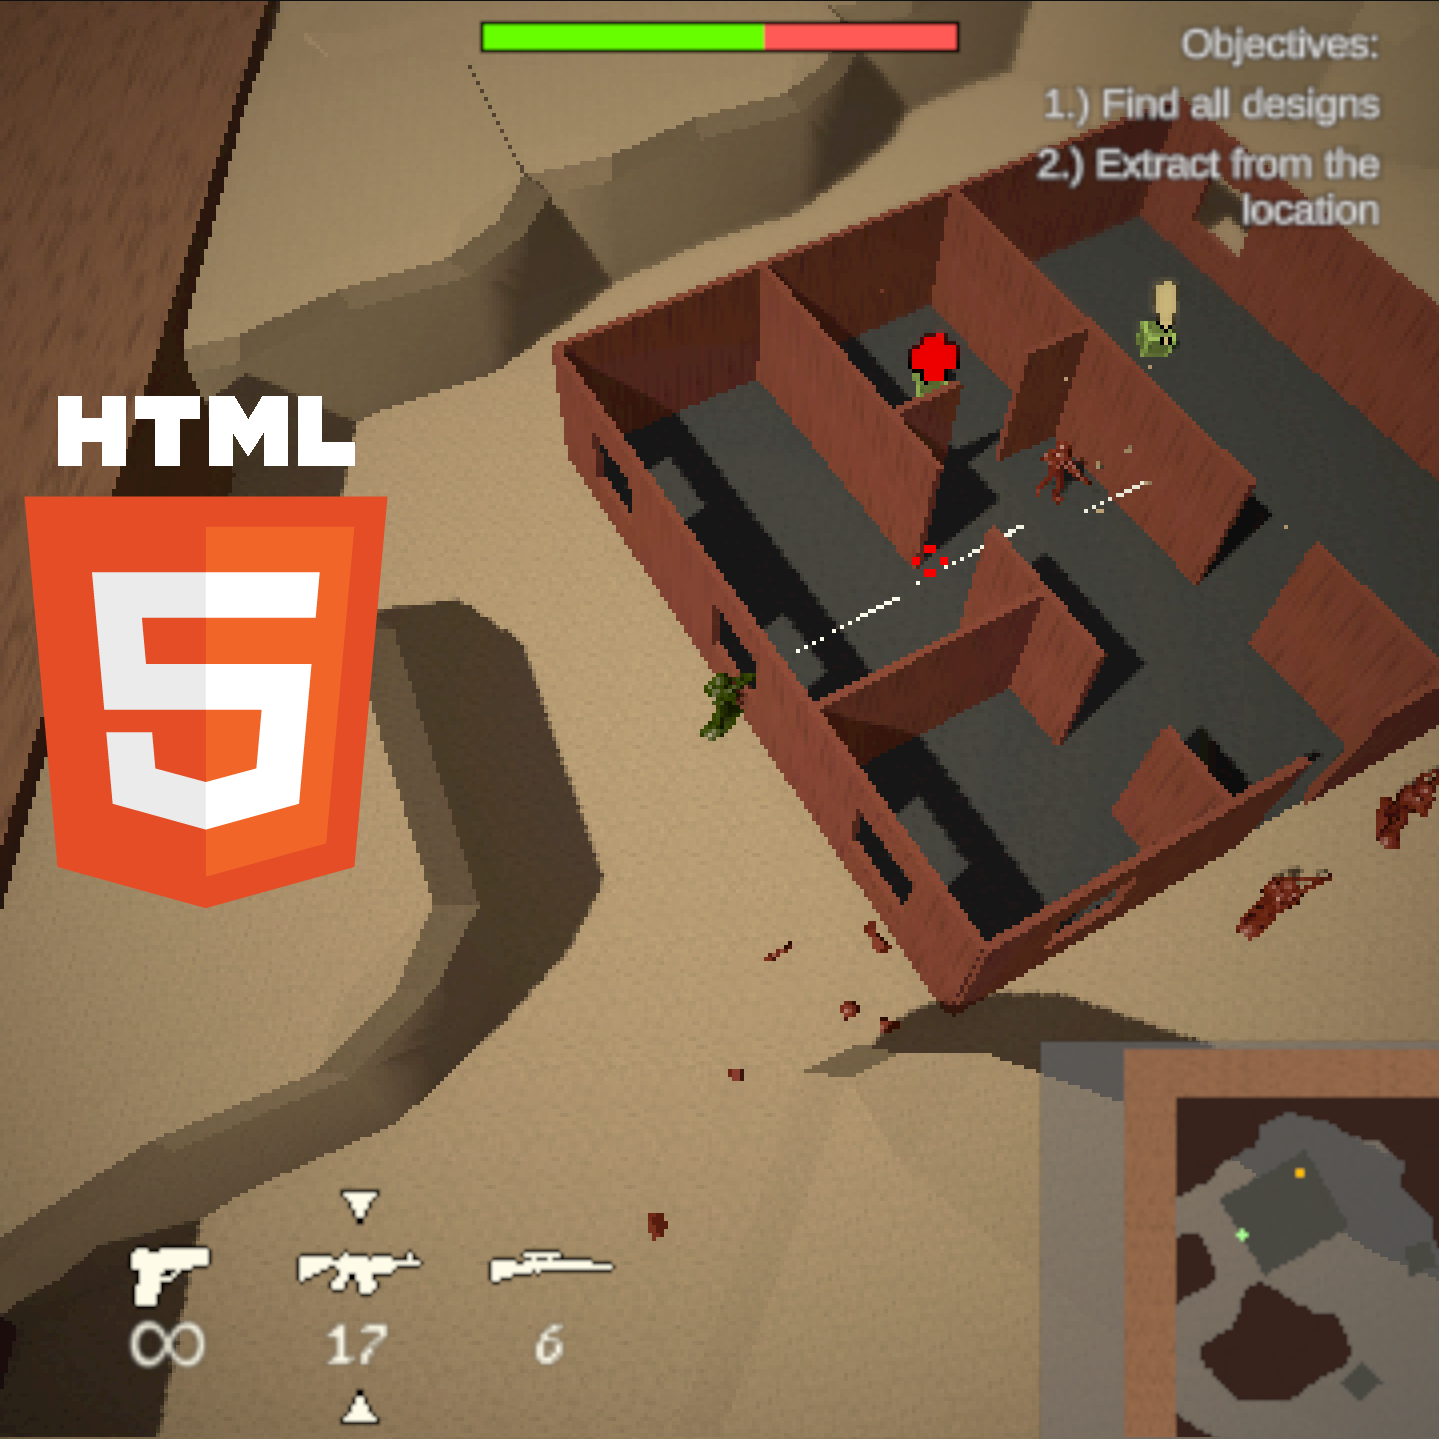 Objectives:
1.) Find all designs
2.) Extract from the
location
HTML
5
∞
17
6